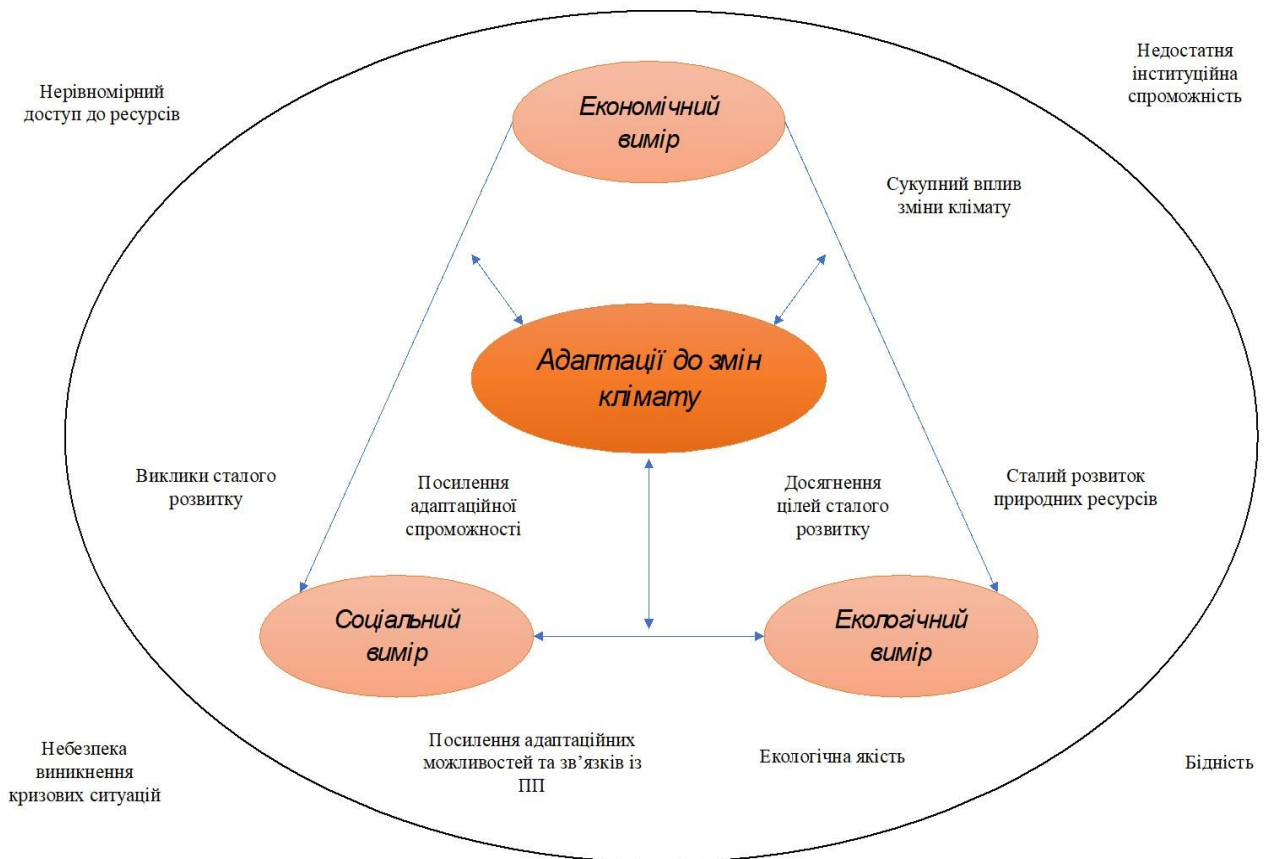 Недостатня
інституційна
спроможність
Нерівномірний
доступ до ресурсів
Економічний
вимір
Сукупний вплив
зміни клімату
Адаптації до змін
клімату
Виклики сталого
розвитку
Посилення
адаптаційної
спроможності
Досягнення
цілей сталого
розвитку
Сталий розвиток
природних ресурсів
Соціальний
вимір
Екологічний
вимір
Небезпека
виникнення
кризових ситуацій
Посилення адаптаційних
можливостей та зв’язків із
ПП
Екологічна якість
Бідність